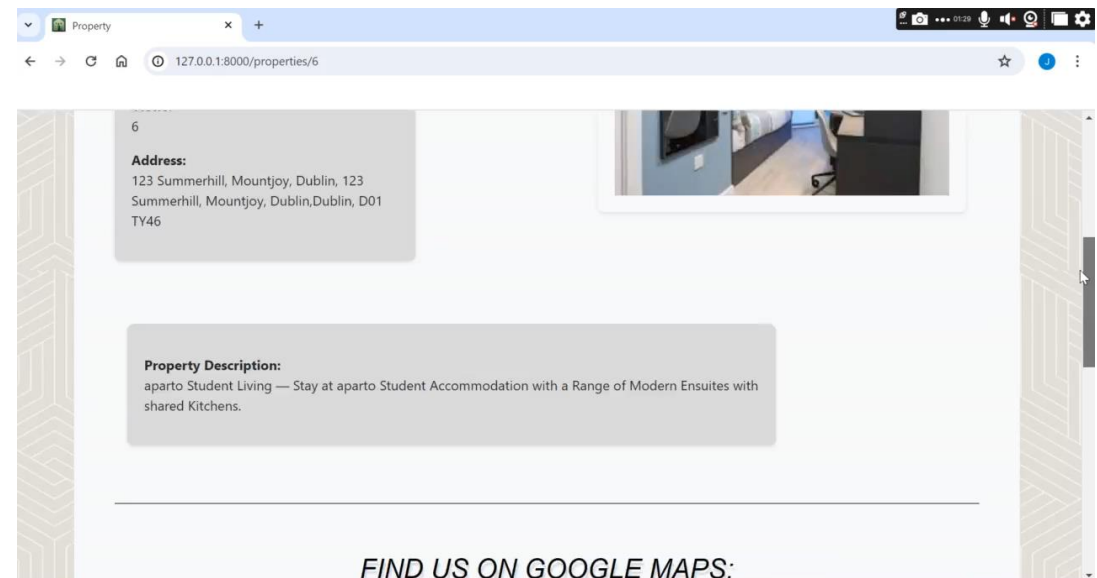 Property
01:29
127.0.0.1:8000/properties/6
J
6
Address:
123 Summerhill, Mountjoy, Dublin, 123
Summerhill, Mountjoy, Dublin,Dublin, D01
TY46
Property Description:
aparto Student Living — Stay at aparto Student Accommodation with a Range of Modern Ensuites with
shared Kitchens.
FIND US ON GOOGLE MAPS: